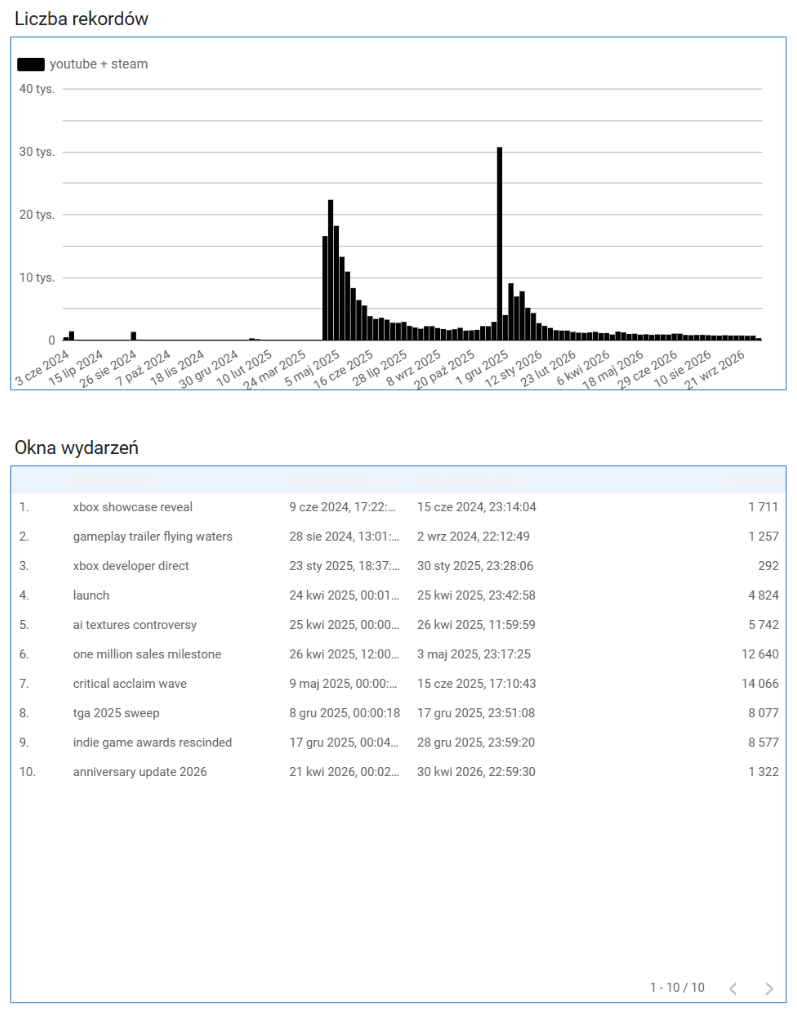 Liczba rekordów
youtube + steam
40 tys.
30 tys.
20 tys.
10 tys.
0
3 cze 2024
15 lip 2024
26 sie 2024
7 paź 2024
18 lis 2024
30 gru 2024
10 lut 2025
24 mar 2025
5 maj 2025
16 cze 2025
28 lip 2025
8 wrz 2025
20 paź 2025
1 gru 2025
12 sty 2026
23 lut 2026
6 kwi 2026
18 maj 2026
29 cze 2026
10 sie 2026
21 wrz 2026
Okna wydarzeń
1. xbox showcase reveal 9 cze 2024, 17:22:... 15 cze 2024, 23:14:04 1 711
2. gameplay trailer flying waters 28 sie 2024, 13:01:... 2 wrz 2024, 22:12:49 1 257
3. xbox developer direct 23 sty 2025, 18:37:... 30 sty 2025, 23:28:06 292
4. launch 24 kwi 2025, 00:01... 25 kwi 2025, 23:42:58 4 824
5. ai textures controversy 25 kwi 2025, 00:00... 26 kwi 2025, 11:59:59 5 742
6. one million sales milestone 26 kwi 2025, 12:00... 3 maj 2025, 23:17:25 12 640
7. critical acclaim wave 9 maj 2025, 00:00:... 15 cze 2025, 17:10:43 14 066
8. tga 2025 sweep 8 gru 2025, 00:00:18 17 gru 2025, 23:51:08 8 077
9. indie game awards rescinded 17 gru 2025, 00:04... 28 gru 2025, 23:59:20 8 577
10. anniversary update 2026 21 kwi 2026, 00:02... 30 kwi 2026, 22:59:30 1 322
1 - 10 / 10